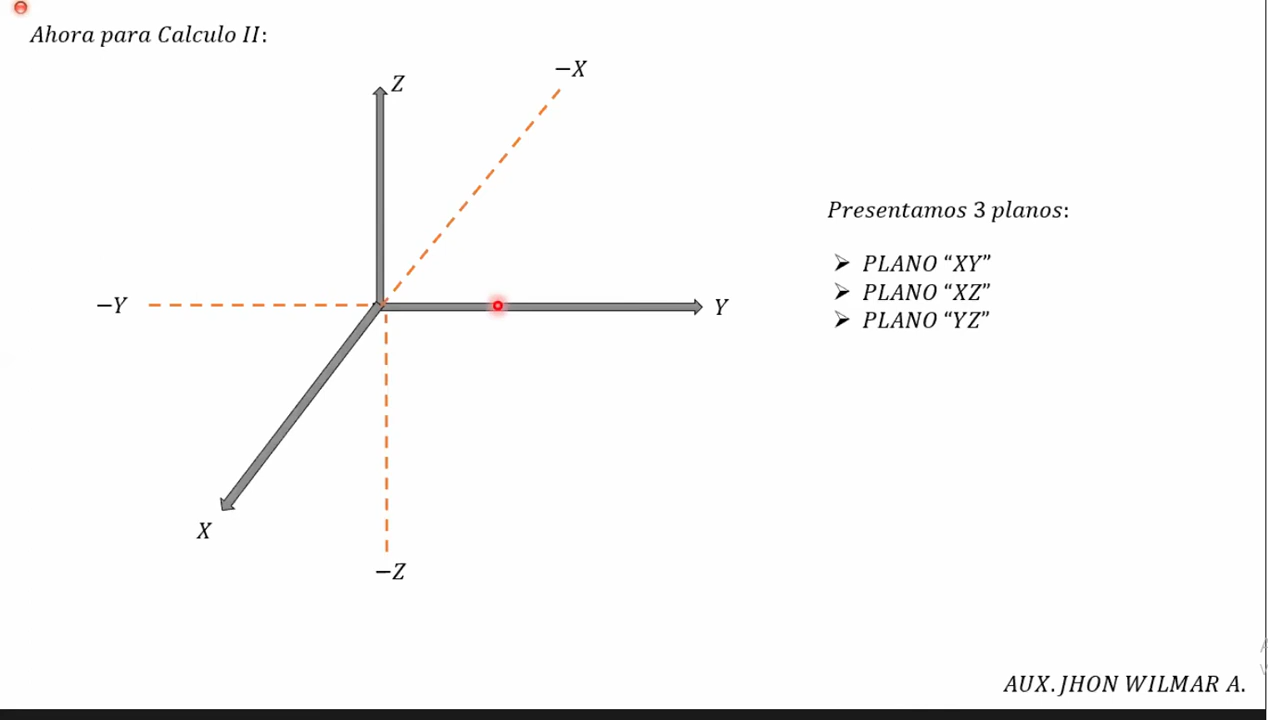 Ahora para Calculo II:
−X
Z
−Y
Y
X
−Z
Presentamos 3 planos:
➢ PLANO “XY”
➢ PLANO “XZ”
➢ PLANO “YZ”
AUX. JHON WILMAR A.